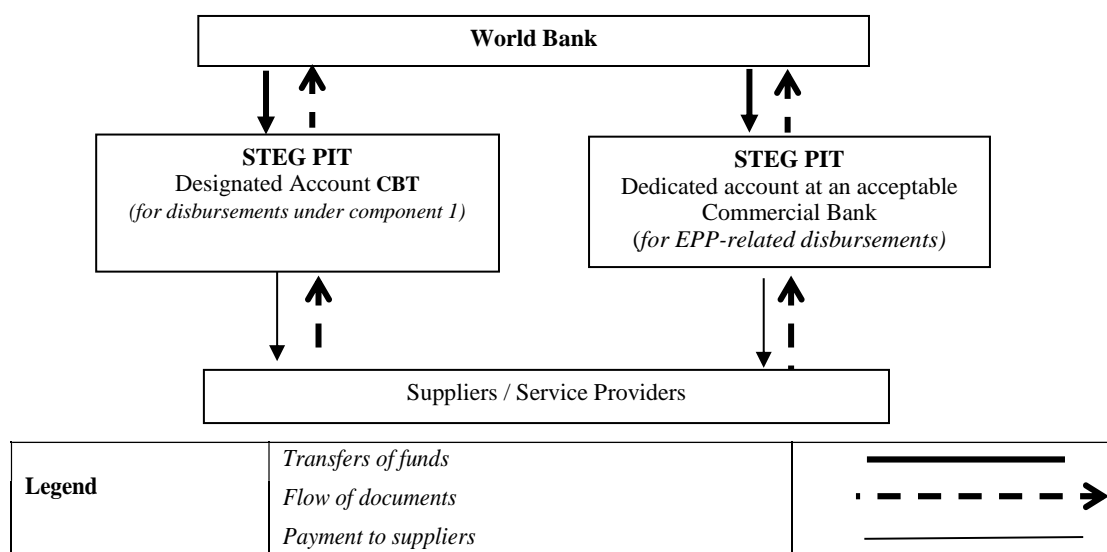 World Bank
STEG PIT
Designated Account CBT
(for disbursements under component 1)
STEG PIT
Dedicated account at an acceptable
Commercial Bank
(for EPP-related disbursements)
Suppliers / Service Providers
Legend
Transfers of funds
Flow of documents
Payment to suppliers